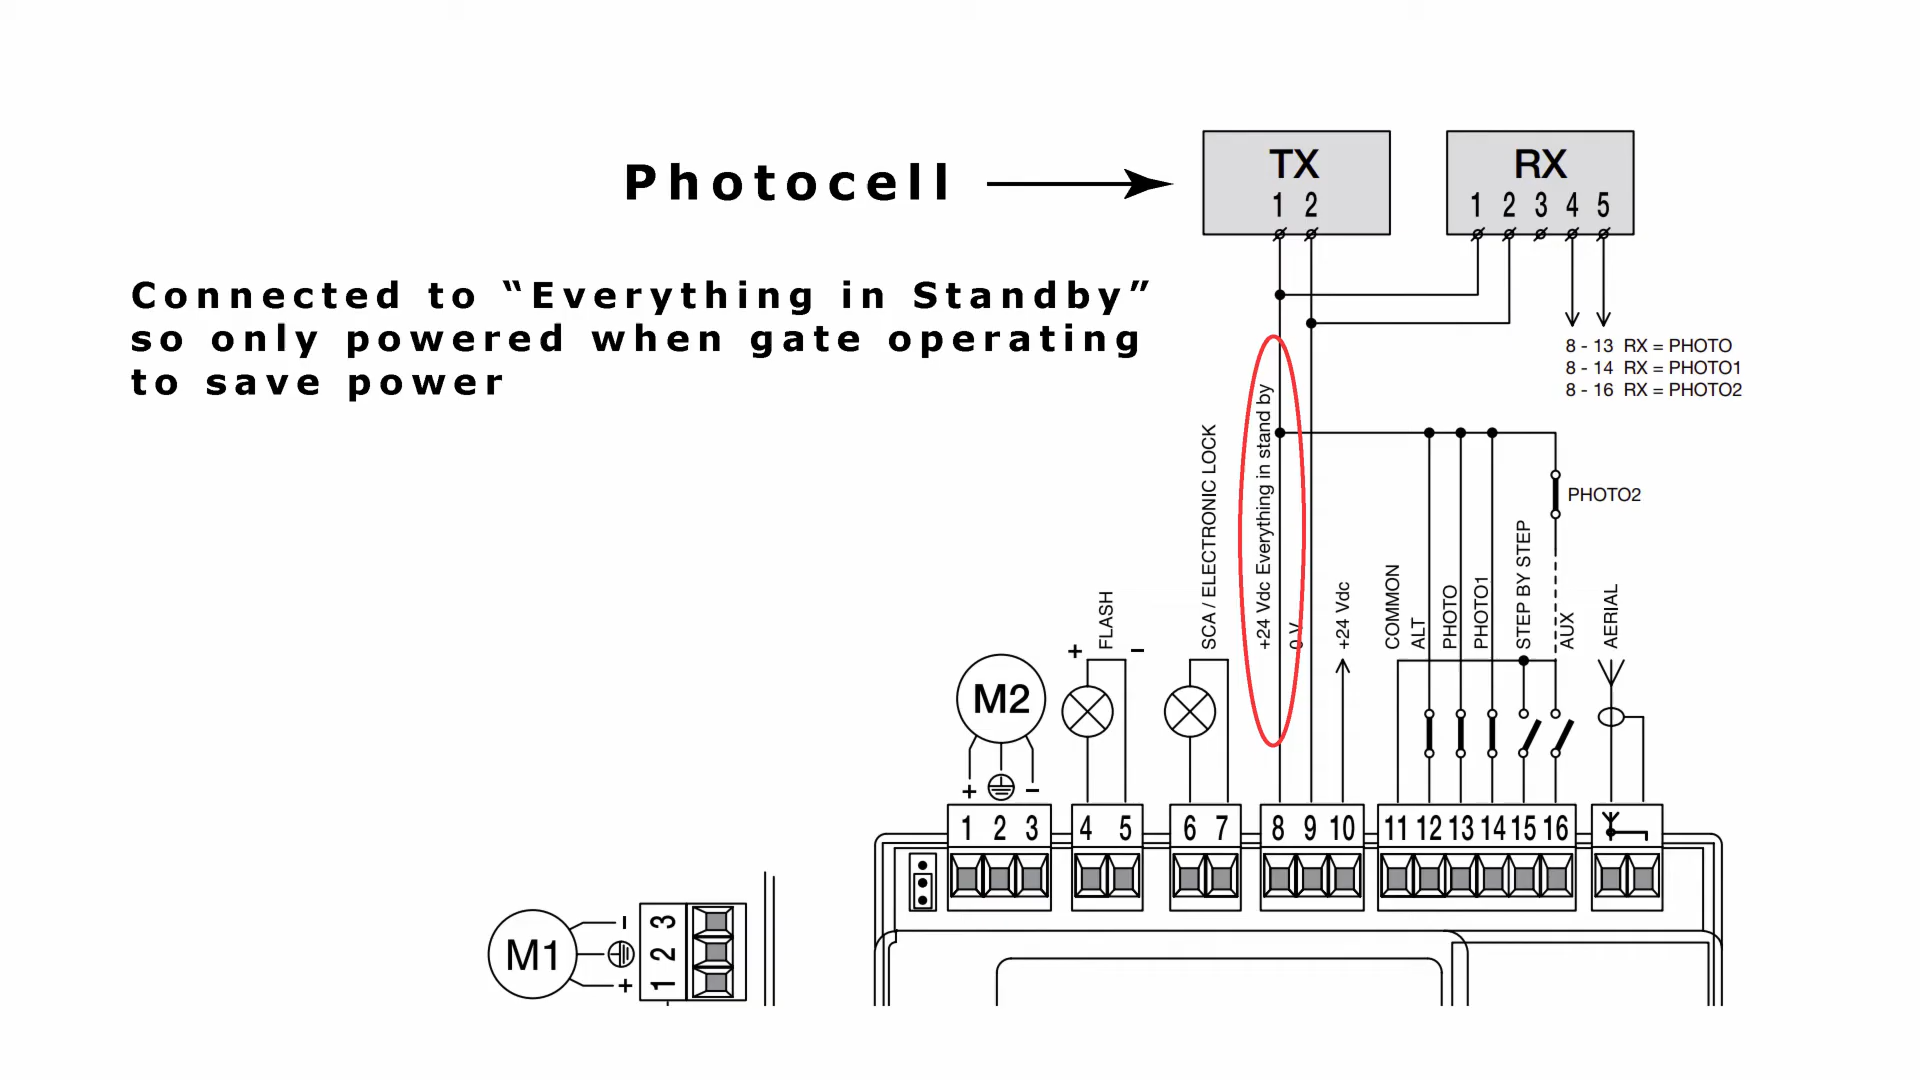 TX
1 2
RX
1 2 3 4 5
Photocell
Connected to “Everything in Standby”
so only powered when gate operating
to save power
8 - 13 RX = PHOTO
8 - 14 RX = PHOTO1
8 - 16 RX = PHOTO2
PHOTO2
FLASH
+ −
SCA / ELECTRONIC LOCK
+24 Vdc Everything in stand by
0 V
+24 Vdc
COMMON
ALT
PHOTO
PHOTO1
STEP BY STEP
AUX
AERIAL
M2
+ −
1 2 3
4 5
6 7
8 9 10
11 12 13 14 15 16
M1
−
+
1 2 3